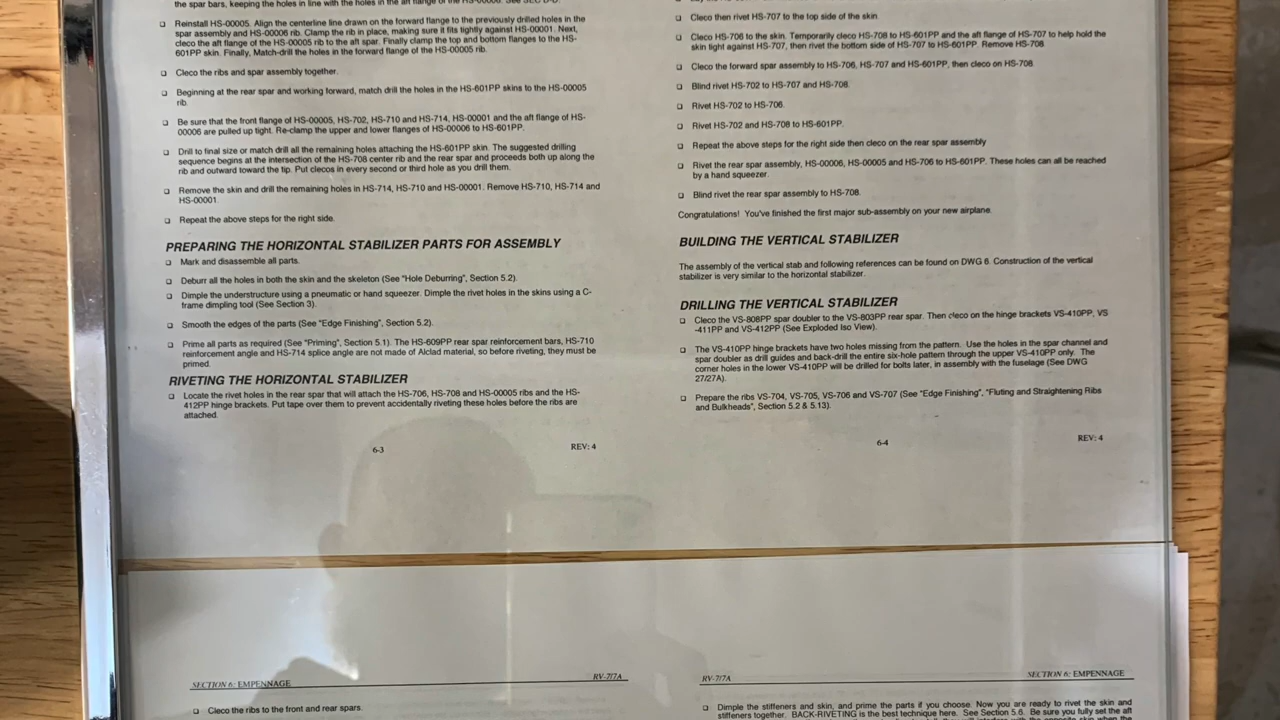 the spar bars, keeping the holes in line with the holes in the aft flange of the HS-00006. See SEC D-D.
❑ Reinstall HS-00005. Align the centerline line drawn on the forward flange to the previously drilled holes in the
spar assembly and HS-00006 rib. Clamp the rib in place, making sure it fits tightly against HS-00001. Next,
cleco the aft flange of the HS-00005 rib to the aft spar. Finally clamp the top and bottom flanges to the HS-
601PP skin. Finally, Match-drill the holes in the forward flange of the HS-00005 rib.
❑ Cleco the ribs and spar assembly together.
❑ Beginning at the rear spar and working forward, match drill the holes in the HS-601PP skins to the HS-00005
rib.
❑ Be sure that the front flange of HS-00005, HS-702, HS-710 and HS-714, HS-00001 and the aft flange of HS-
00006 are pulled up tight. Re-clamp the upper and lower flanges of HS-00006 to HS-601PP.
❑ Drill to final size or match drill all the remaining holes attaching the HS-601PP skin. The suggested drilling
sequence begins at the intersection of the HS-708 center rib and the rear spar and proceeds both up along the
rib and outward toward the tip. Put clecos in every second or third hole as you drill them.
❑ Remove the skin and drill the remaining holes in HS-714, HS-710 and HS-00001. Remove HS-710, HS-714 and
HS-00001.
❑ Repeat the above steps for the right side.
PREPARING THE HORIZONTAL STABILIZER PARTS FOR ASSEMBLY
❑ Mark and disassemble all parts.
❑ Deburr all the holes in both the skin and the skeleton (See "Hole Deburring", Section 5.2).
❑ Dimple the understructure using a pneumatic or hand squeezer. Dimple the rivet holes in the skins using a C-
frame dimpling tool (See Section 3).
❑ Smooth the edges of the parts (See "Edge Finishing", Section 5.2).
❑ Prime all parts as required (See "Priming", Section 5.1). The HS-609PP rear spar reinforcement bars, HS-710
reinforcement angle and HS-714 splice angle are not made of Alclad material, so before riveting, they must be
primed.
RIVETING THE HORIZONTAL STABILIZER
❑ Locate the rivet holes in the rear spar that will attach the HS-706, HS-708 and HS-00005 ribs and the HS-
412PP hinge brackets. Put tape over them to prevent accidentally riveting these holes before the ribs are
attached.
6-3
REV: 4
❑ Cleco then rivet HS-707 to the top side of the skin.
❑ Cleco HS-706 to the skin. Temporarily cleco HS-708 to HS-601PP and the aft flange of HS-707 to help hold the
skin tight against HS-707, then rivet the bottom side of HS-707 to HS-601PP. Remove HS-708.
❑ Cleco the forward spar assembly to HS-706, HS-707 and HS-601PP, then cleco on HS-708.
❑ Blind rivet HS-702 to HS-707 and HS-708.
❑ Rivet HS-702 to HS-706.
❑ Rivet HS-702 and HS-708 to HS-601PP.
❑ Repeat the above steps for the right side then cleco on the rear spar assembly
❑ Rivet the rear spar assembly, HS-00006, HS-00005 and HS-706 to HS-601PP. These holes can all be reached
by a hand squeezer.
❑ Blind rivet the rear spar assembly to HS-708.
Congratulations! You've finished the first major sub-assembly on your new airplane.
BUILDING THE VERTICAL STABILIZER
The assembly of the vertical stab and following references can be found on DWG 6. Construction of the vertical
stabilizer is very similar to the horizontal stabilizer.
DRILLING THE VERTICAL STABILIZER
❑ Cleco the VS-808PP spar doubler to the VS-803PP rear spar. Then cleco on the hinge brackets VS-410PP, VS
-411PP and VS-412PP (See Exploded Iso View).
❑ The VS-410PP hinge brackets have two holes missing from the pattern. Use the holes in the spar channel and
spar doubler as drill guides and back-drill the entire six-hole pattern through the upper VS-410PP only. The
corner holes in the lower VS-410PP will be drilled for bolts later, in assembly with the fuselage (See DWG
27/27A).
❑ Prepare the ribs VS-704, VS-705, VS-706 and VS-707 (See "Edge Finishing", "Fluting and Straightening Ribs
and Bulkheads", Section 5.2 & 5.13).
6-4
REV: 4
SECTION 6: EMPENNAGE
RV-7/7A
❑ Cleco the ribs to the front and rear spars.
RV-7/7A
SECTION 6: EMPENNAGE
❑ Dimple the stiffeners and skin, and prime the parts if you choose. Now you are ready to rivet the skin and
stiffeners together. BACK-RIVETING is the best technique here. See Section 5.6. Be sure you fully set the aft